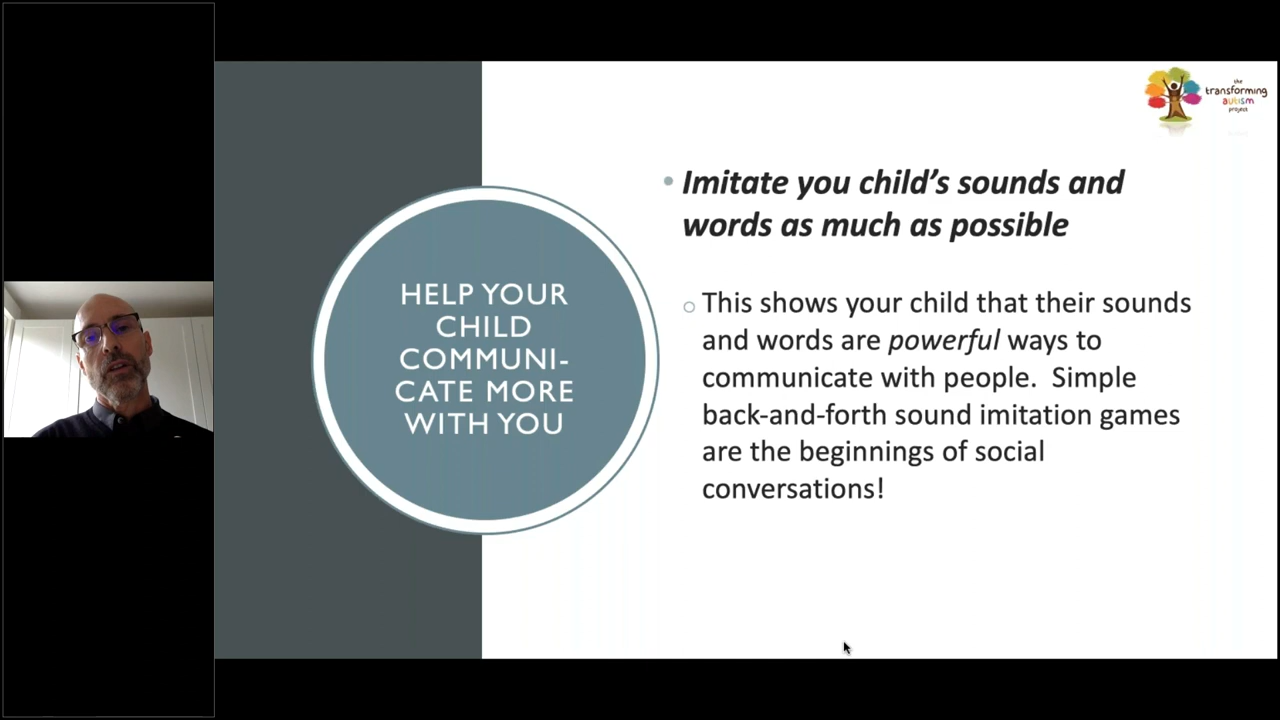 the
transforming
autism
project
HELP YOUR
CHILD
COMMUNI-
CATE MORE
WITH YOU
• Imitate you child's sounds and
words as much as possible
o This shows your child that their sounds
and words are powerful ways to
communicate with people.  Simple
back-and-forth sound imitation games
are the beginnings of social
conversations!